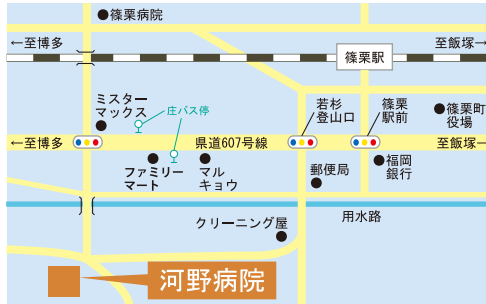 篠栗病院
←至博多
至飯塚→
篠栗駅
ミスター
マックス
庄バス停
若杉
登山口
篠栗
駅前
篠栗町
役場
←至博多
県道607号線
至飯塚→
ファミリー
マート
マル
キョウ
郵便局
福岡
銀行
用水路
クリーニング屋
河野病院